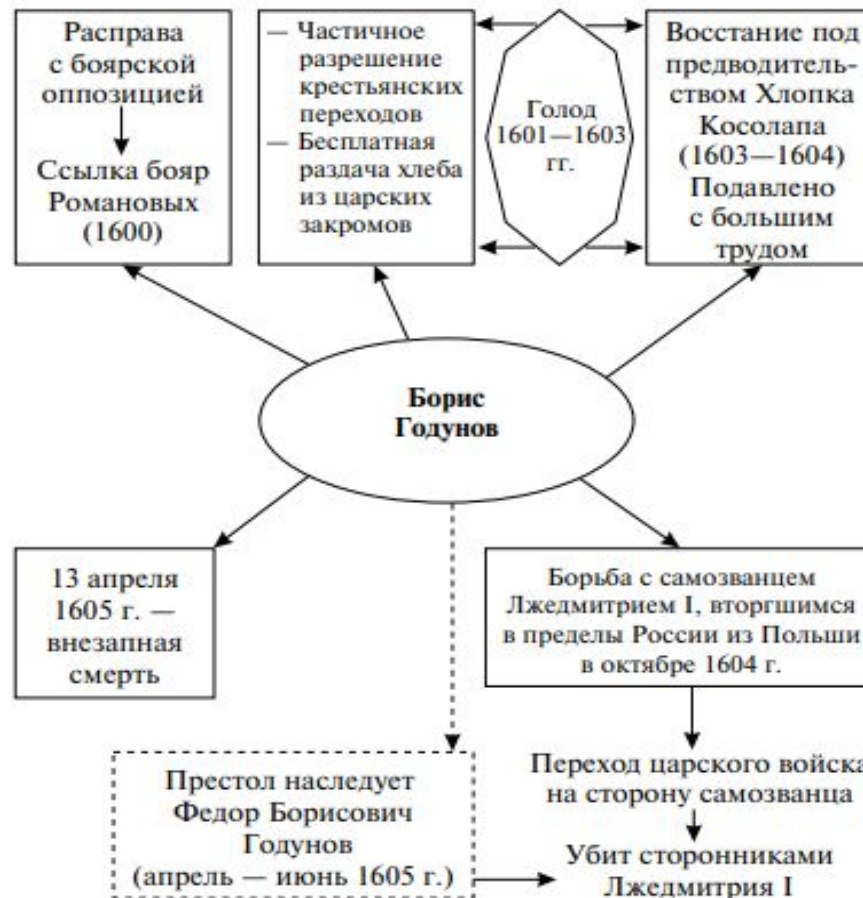 Расправа
с боярской
оппозицией
Ссылка бояр
Романовых
(1600)
— Частичное
разрешение
крестьянских
переходов
— Бесплатная
раздача хлеба
из царских
закромов
Голод
1601—1603
гг.
Восстание под
предводитель-
ством Хлопка
Косолапа
(1603—1604)
Подавлено
с большим
трудом
Борис
Годунов
13 апреля
1605 г. —
внезапная
смерть
Борьба с самозванцем
Лжедмитрием I, вторгшимся
в пределы России из Польши
в октябре 1604 г.
Престол наследует
Федор Борисович
Годунов
(апрель — июнь 1605 г.)
Переход царского войска
на сторону самозванца
Убит сторонниками
Лжедмитрия I